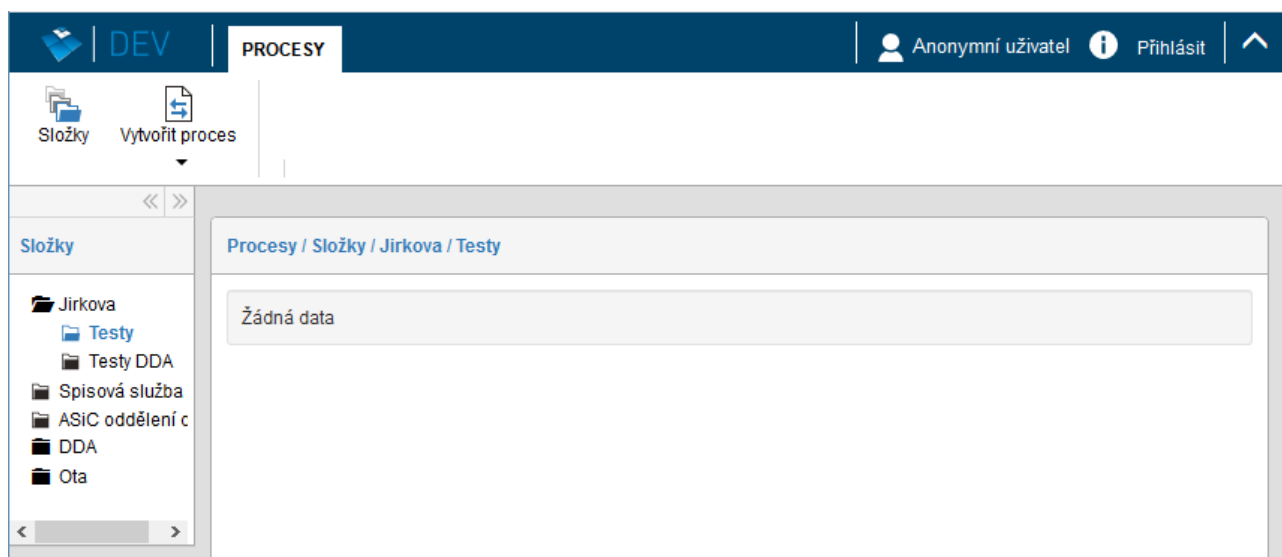 DEV
PROCESY
Anonymní uživatel
Přihlásit
Složky
Vytvořit proces
Složky
Procesy / Složky / Jirkova / Testy
Jirkova
Žádná data
Testy
Testy DDA
Spisová služba
ASiC oddělení
DDA
Ota